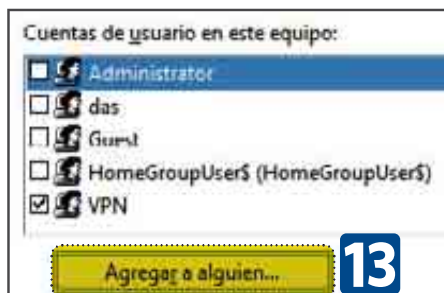 Cuentas de usuario en este equipo:
Administrator
das
Guest
HomeGroupUser$ (HomeGroupUser$)
VPN
Agregar a alguien...
13